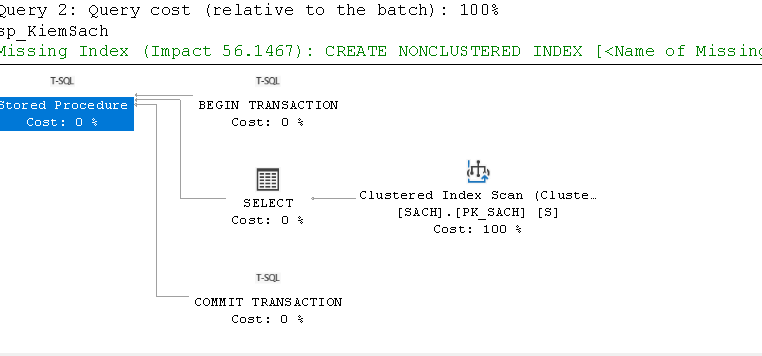 Query 2: Query cost (relative to the batch): 100%
sp_KiemSach
Missing Index (Impact 56.1467): CREATE NONCLUSTERED INDEX [<Name of Missing
T-SQL
Stored Procedure
Cost: 0 %
T-SQL
BEGIN TRANSACTION
Cost: 0 %
SELECT
Cost: 0 %
Clustered Index Scan (Cluste…
[SACH].[PK_SACH] [S]
Cost: 100 %
T-SQL
COMMIT TRANSACTION
Cost: 0 %